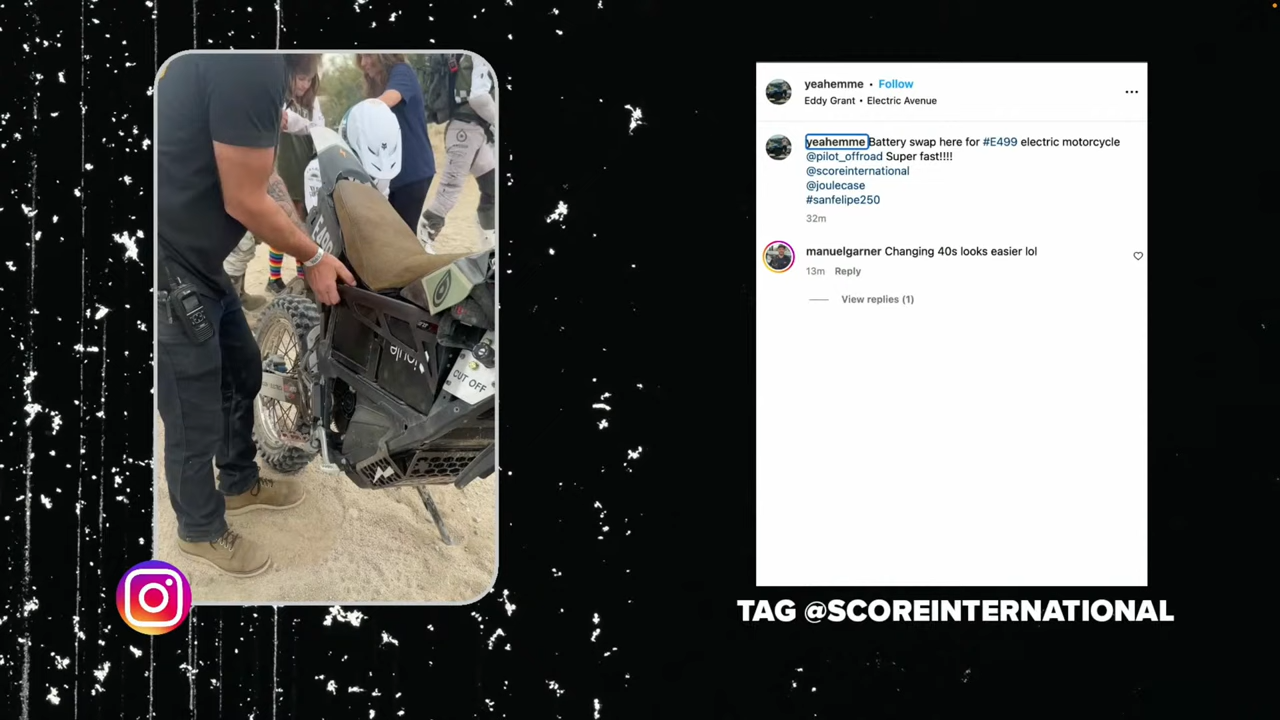 yeahemme • Follow
Eddy Grant • Electric Avenue
yeahemme Battery swap here for #E499 electric motorcycle
@pilot_offroad Super fast!!!!
@scoreinternational
@joulecase
#sanfelipe250
32m
manuelgarner Changing 40s looks easier lol
13m Reply
View replies (1)
CUT OFF
TAG @SCOREINTERNATIONAL